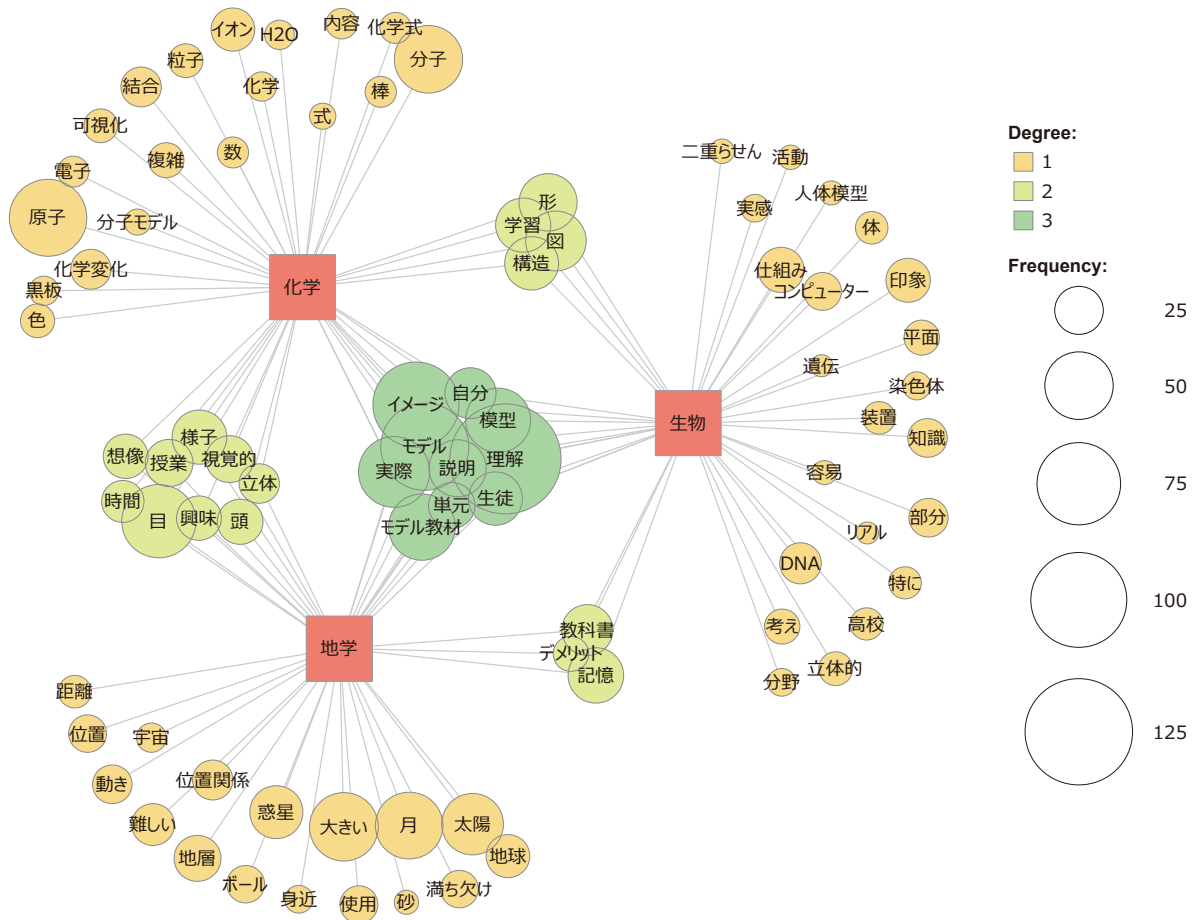 イオン
H2O
内容
化学式
粒子
分子
結合
化学
棒
可視化
式
電子
複雑
数
原子
分子モデル
化学変化
黒板
色
化学
形
学習
図
構造
二重らせん
活動
人体模型
実感
体
仕組み
コンピューター
印象
平面
遺伝
染色体
装置
知識
容易
部分
リアル
DNA
特に
考え
高校
立体的
分野
生物
イメージ
自分
模型
モデル
理解
実際
説明
単元
生徒
モデル教材
様子
想像
授業
視覚的
立体
時間
目
興味
頭
地学
教科書
デメリット
記憶
距離
位置
宇宙
動き
位置関係
難しい
惑星
大きい
月
太陽
地層
地球
ボール
身近
使用
砂
満ち欠け
Degree:
1
2
3
Frequency:
25
50
75
100
125